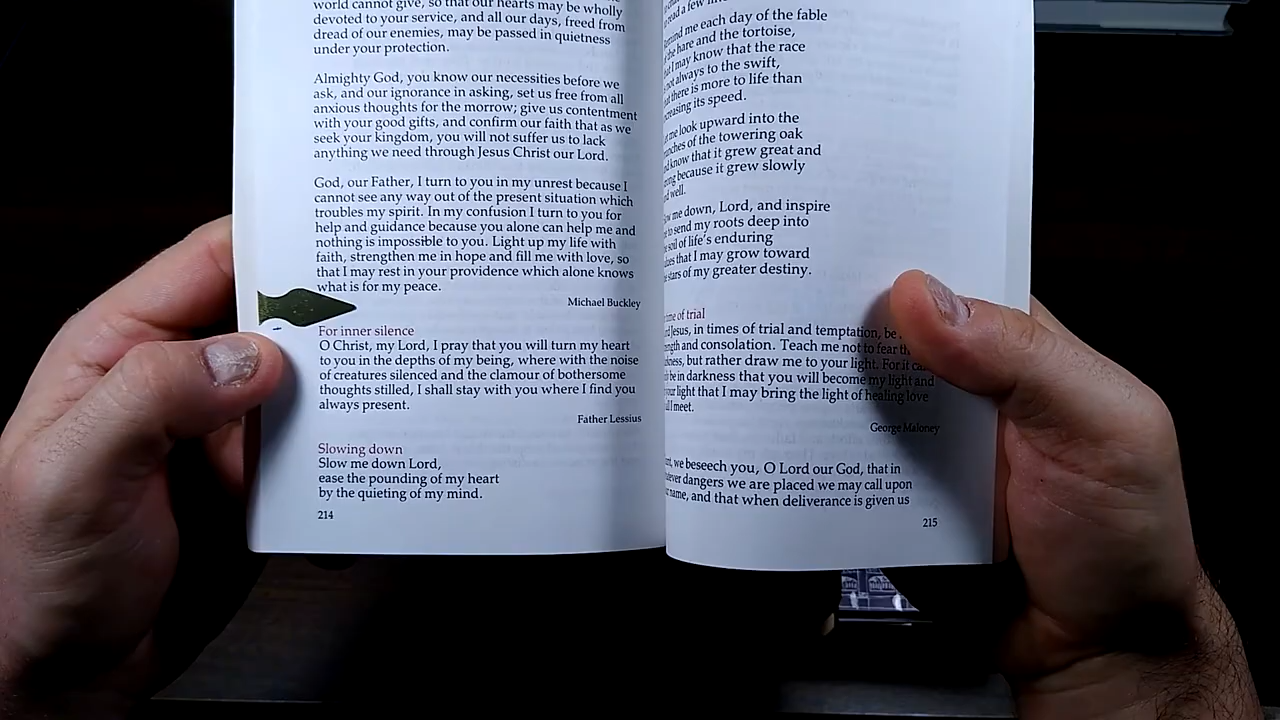 world cannot give, so that our hearts may be wholly
devoted to your service, and all our days, freed from
dread of our enemies, may be passed in quietness
under your protection.
Almighty God, you know our necessities before we
ask, and our ignorance in asking, set us free from all
anxious thoughts for the morrow; give us contentment
with your good gifts, and confirm our faith that as we
seek your kingdom, you will not suffer us to lack
anything we need through Jesus Christ our Lord.
God, our Father, I turn to you in my unrest because I
cannot see any way out of the present situation which
troubles my spirit. In my confusion I turn to you for
help and guidance because you alone can help me and
nothing is impossible to you. Light up my life with
faith, strengthen me in hope and fill me with love, so
that I may rest in your providence which alone knows
what is for my peace.
Michael Buckley
For inner silence
O Christ, my Lord, I pray that you will turn my heart
to you in the depths of my being, where with the noise
of creatures silenced and the clamour of bothersome
thoughts stilled, I shall stay with you where I find you
always present.
Father Lessius
Slowing down
Slow me down Lord,
ease the pounding of my heart
by the quieting of my mind.
214
read a few
me each day of the fable
the hare and the tortoise,
I may know that the race
not always to the swift,
there is more to life than
its speed.
me look upward into the
of the towering oak
know that it grew great and
because it grew slowly
well.
me down, Lord, and inspire
to send my roots deep into
soul of life's enduring
that I may grow toward
stars of my greater destiny.
of trial
Jesus, in times of trial and temptation, be
and consolation. Teach me not to fear
but rather draw me to your light. For it
be in darkness that you will become my light and
your light that I may bring the light of healing love
I meet.
George Maloney
we beseech you, O Lord our God, that in
dangers we are placed we may call upon
name, and that when deliverance is given us
215